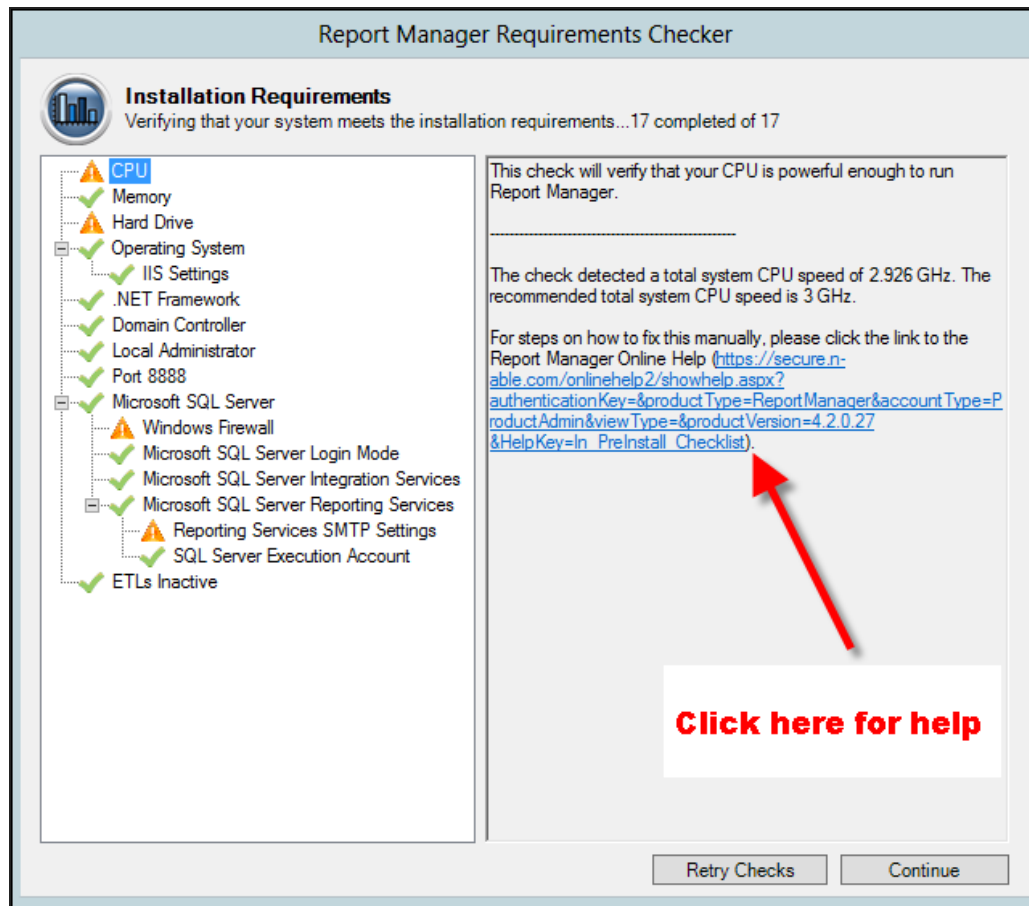 Report Manager Requirements Checker
Installation Requirements
Verifying that your system meets the installation requirements...17 completed of 17
CPU
Memory
Hard Drive
Operating System
IIS Settings
.NET Framework
Domain Controller
Local Administrator
Port 8888
Microsoft SQL Server
Windows Firewall
Microsoft SQL Server Login Mode
Microsoft SQL Server Integration Services
Microsoft SQL Server Reporting Services
Reporting Services SMTP Settings
SQL Server Execution Account
ETLs Inactive
This check will verify that your CPU is powerful enough to run
Report Manager.
--------------------------------------------------
The check detected a total system CPU speed of 2.926 GHz. The
recommended total system CPU speed is 3 GHz.
For steps on how to fix this manually, please click the link to the
Report Manager Online Help (https://secure.n-
able.com/onlinehelp2/showhelp.aspx?
authenticationKey=&productType=ReportManager&accountType=P
roductAdmin&viewType=&productVersion=4.2.0.27
&HelpKey=In_PreInstall_Checklist).
Click here for help
Retry Checks
Continue